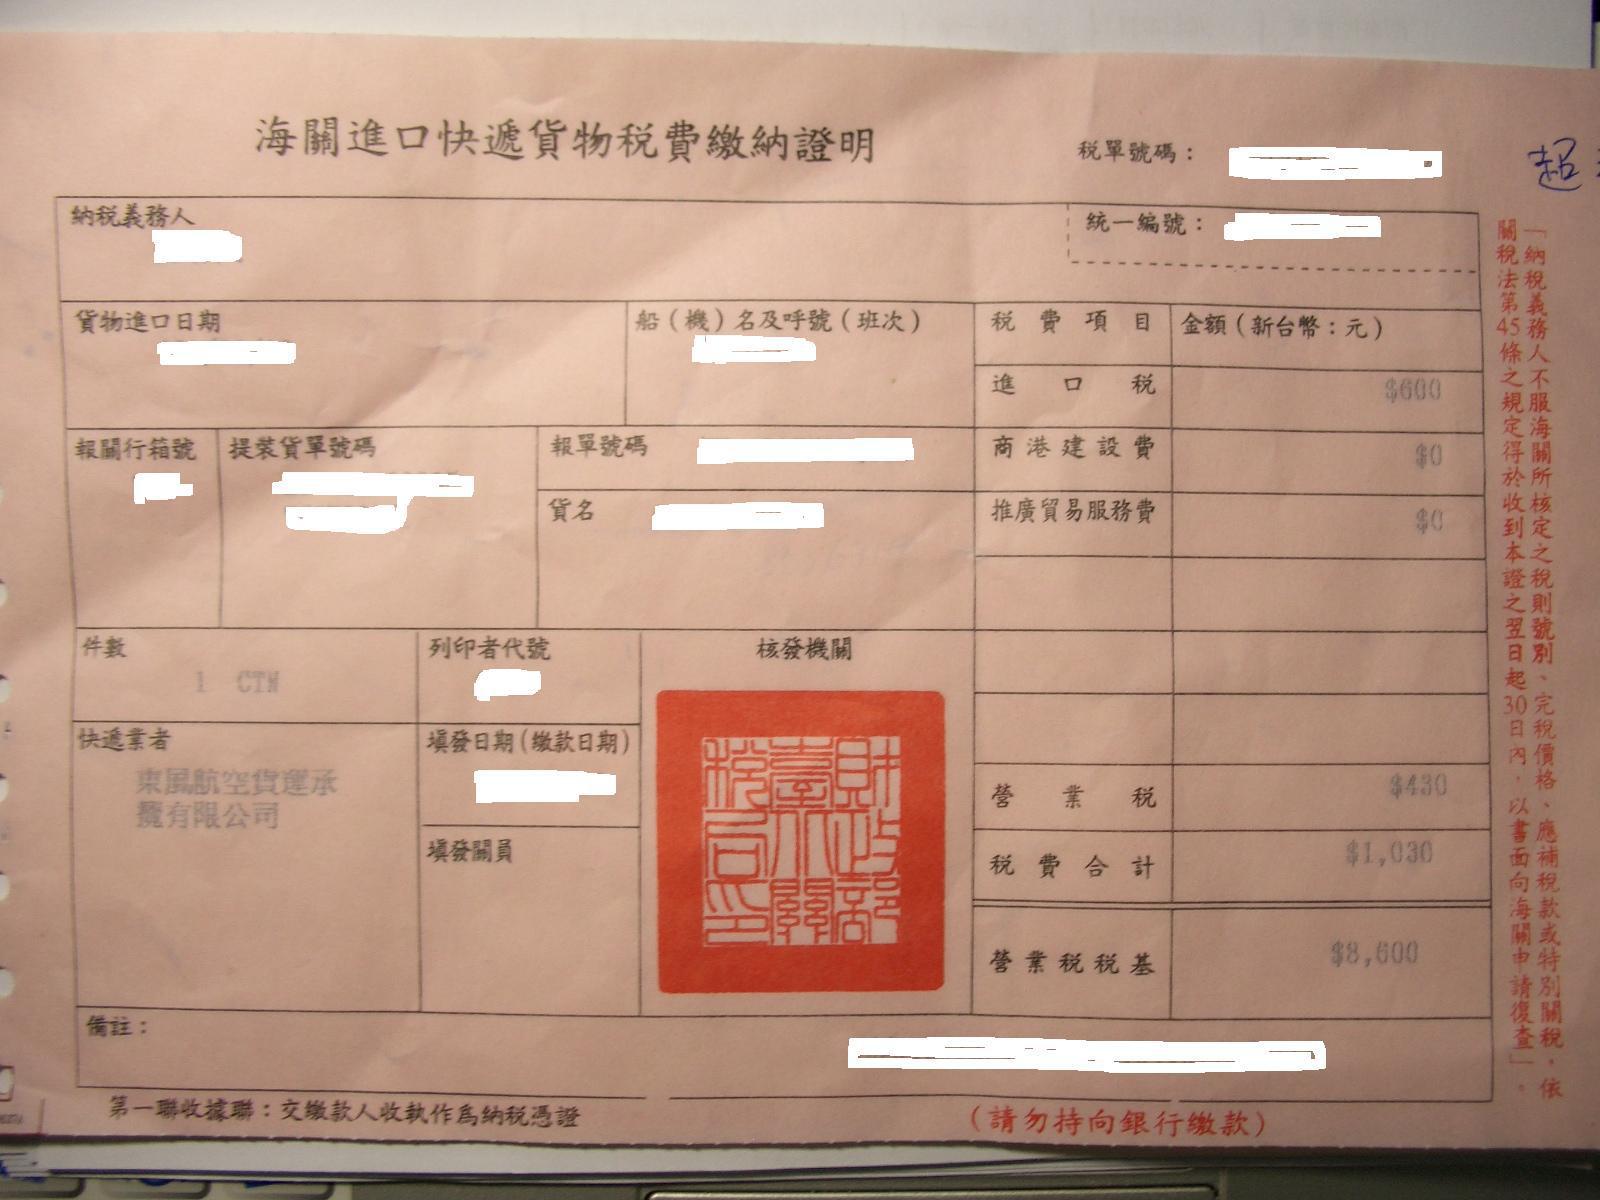 海關進口快遞貨物稅費繳納證明
稅單號碼：
超
納稅義務人
統一編號：
貨物進口日期
船(機)名及呼號(班次)
稅費項目
金額(新台幣：元)
進口稅
$600
報關行箱號
提裝貨單號碼
報單號碼
商港建設費
$0
貨名
推廣貿易服務費
$0
件數
1 CTN
列印者代號
核發機關
快遞業者
東風航空貨運承
攬有限公司
填發日期(繳款日期)
填發關員
財政部
臺北關
稅局印
營業稅
$430
稅費合計
$1,030
營業稅稅基
$8,600
備註：
第一聯收據聯：交繳款人收執作為納稅憑證
(請勿持向銀行繳款)
「納稅義務人不服海關所核定之稅則號別、完稅價格、應補稅款或特別關稅，依
關稅法第45條之規定得於收到本證之翌日起30日內，以書面向海關申請復查」。